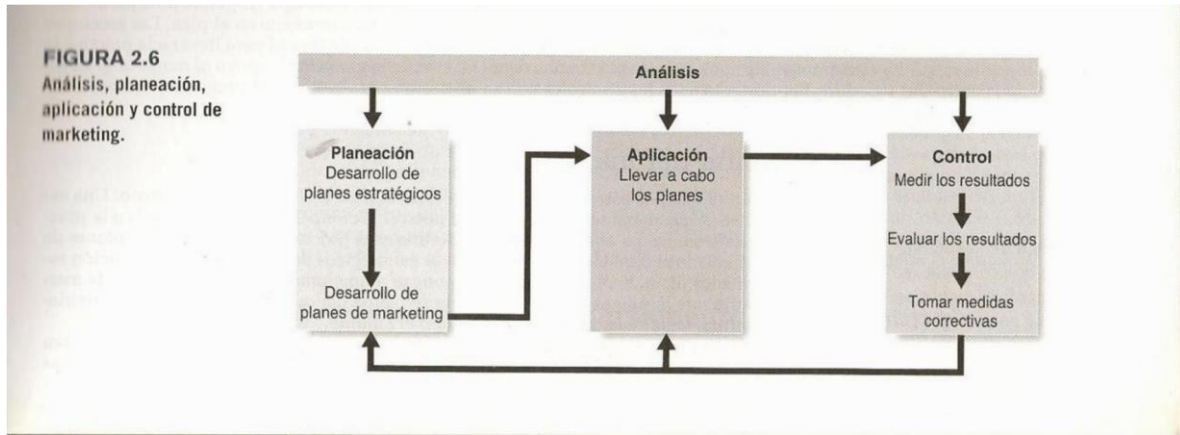 FIGURA 2.6
Análisis, planeación,
aplicación y control de
marketing.
Análisis
Planeación
Desarrollo de
planes estratégicos
Desarrollo de
planes de marketing
Aplicación
Llevar a cabo
los planes
Control
Medir los resultados
Evaluar los resultados
Tomar medidas
correctivas